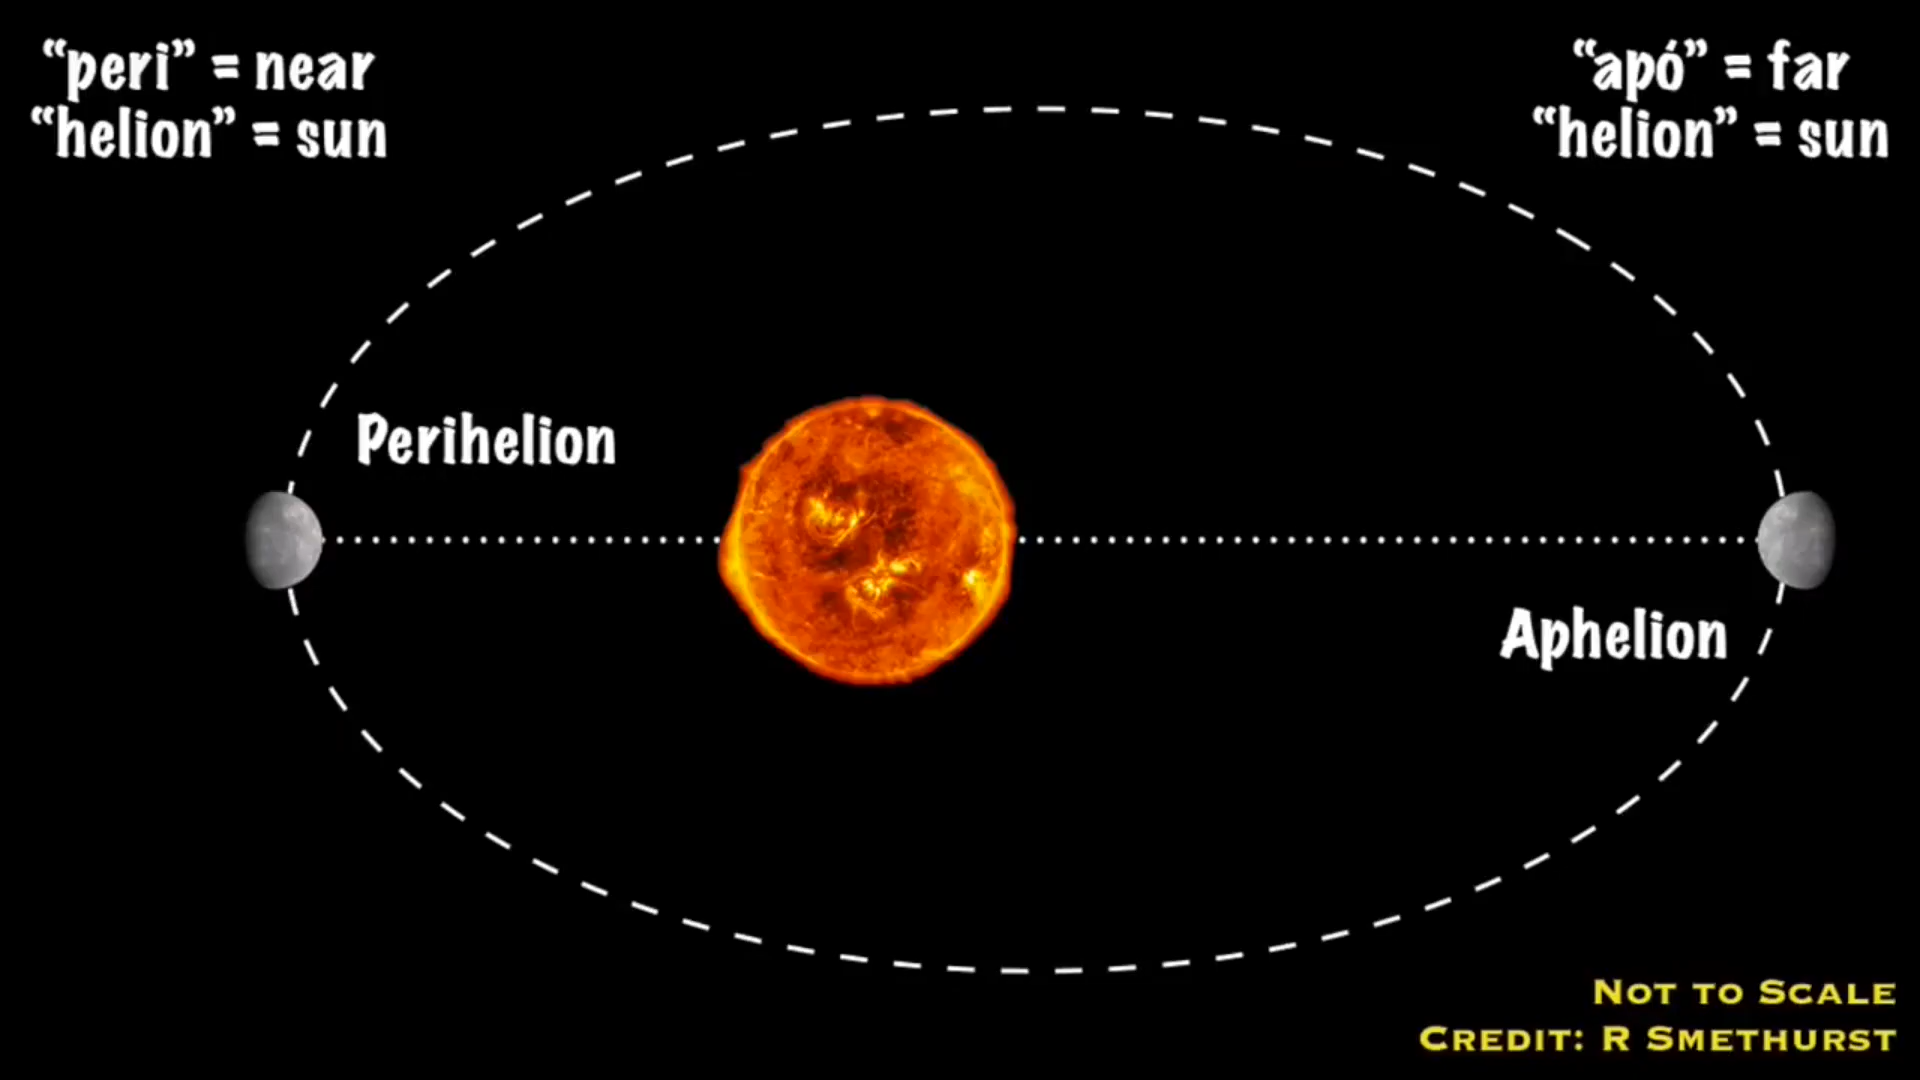 “peri” = near
“helion” = sun
“apó” = far
“helion” = sun
Perihelion
Aphelion
NOT TO SCALE
CREDIT: R SMETHURST